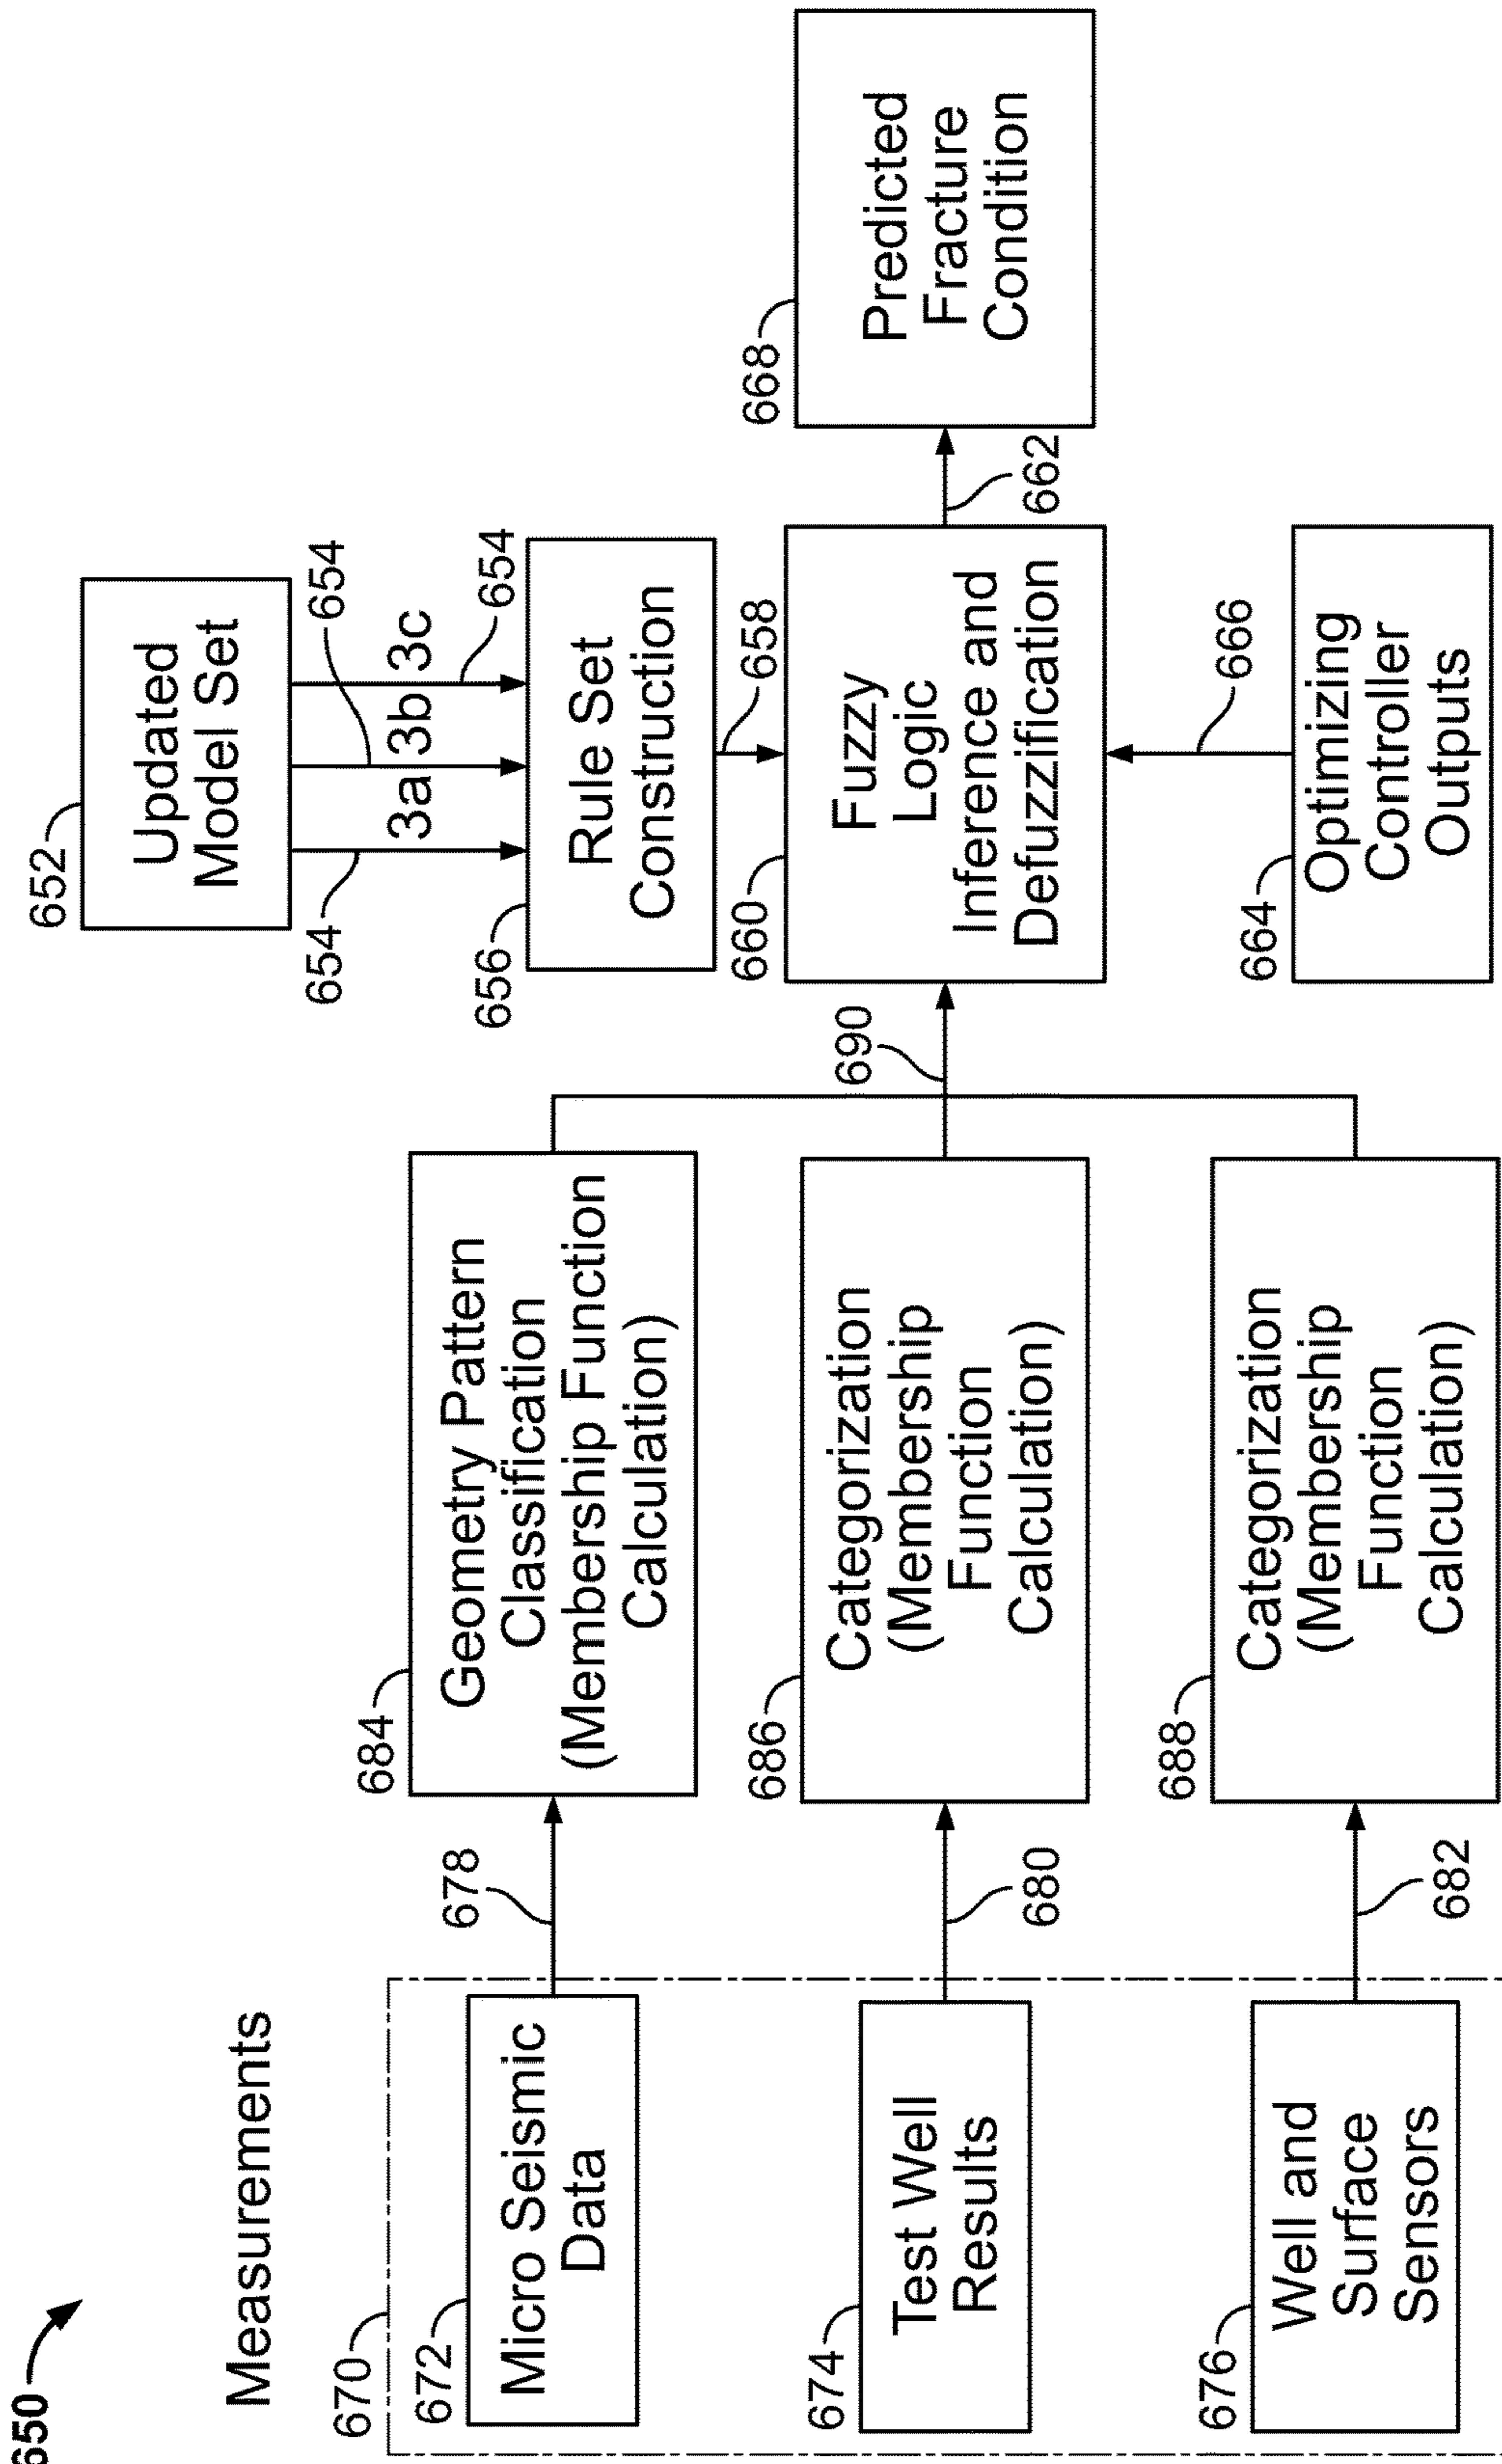 650
Measurements
670
672
Micro Seismic
Data
674
Test Well
Results
676
Well and
Surface
Sensors
678
680
682
684
Geometry Pattern
Classification
(Membership Function
Calculation)
686
Categorization
(Membership
Function
Calculation)
688
Categorization
(Membership
Function
Calculation)
690
652
Updated
Model Set
654
3a
654
3b
3c
654
656
Rule Set
Construction
658
660
Fuzzy
Logic
Inference and
Defuzzification
664
Optimizing
Controller
Outputs
666
662
668
Predicted
Fracture
Condition